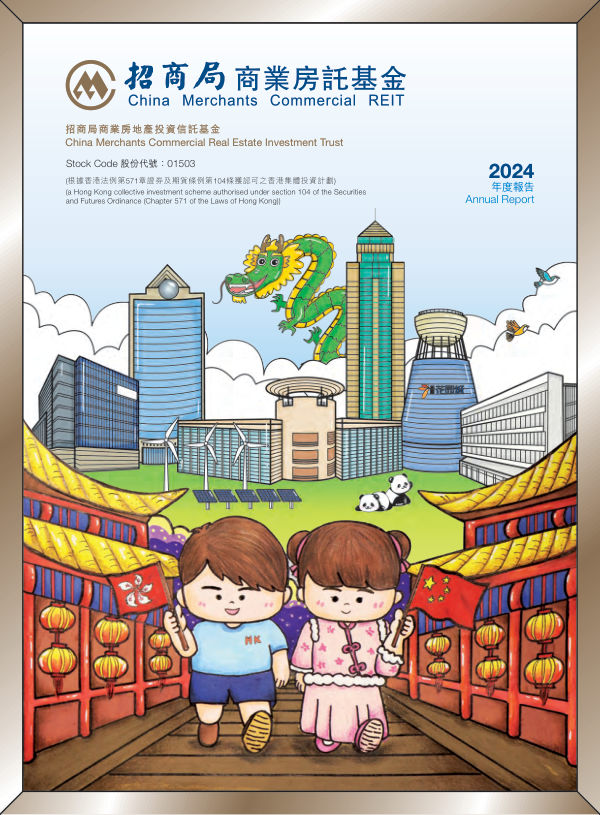 招商局 商業房託基金
China Merchants Commercial REIT
招商局商業房地產投資信託基金
China Merchants Commercial Real Estate Investment Trust
Stock Code 股份代號：01503
(根據香港法例第571章證券及期貨條例第104條獲認可之香港集體投資計劃)
(a Hong Kong collective investment scheme authorised under section 104 of the Securities
and Futures Ordinance (Chapter 571 of the Laws of Hong Kong))
2024
年度報告
Annual Report
花園城
HK